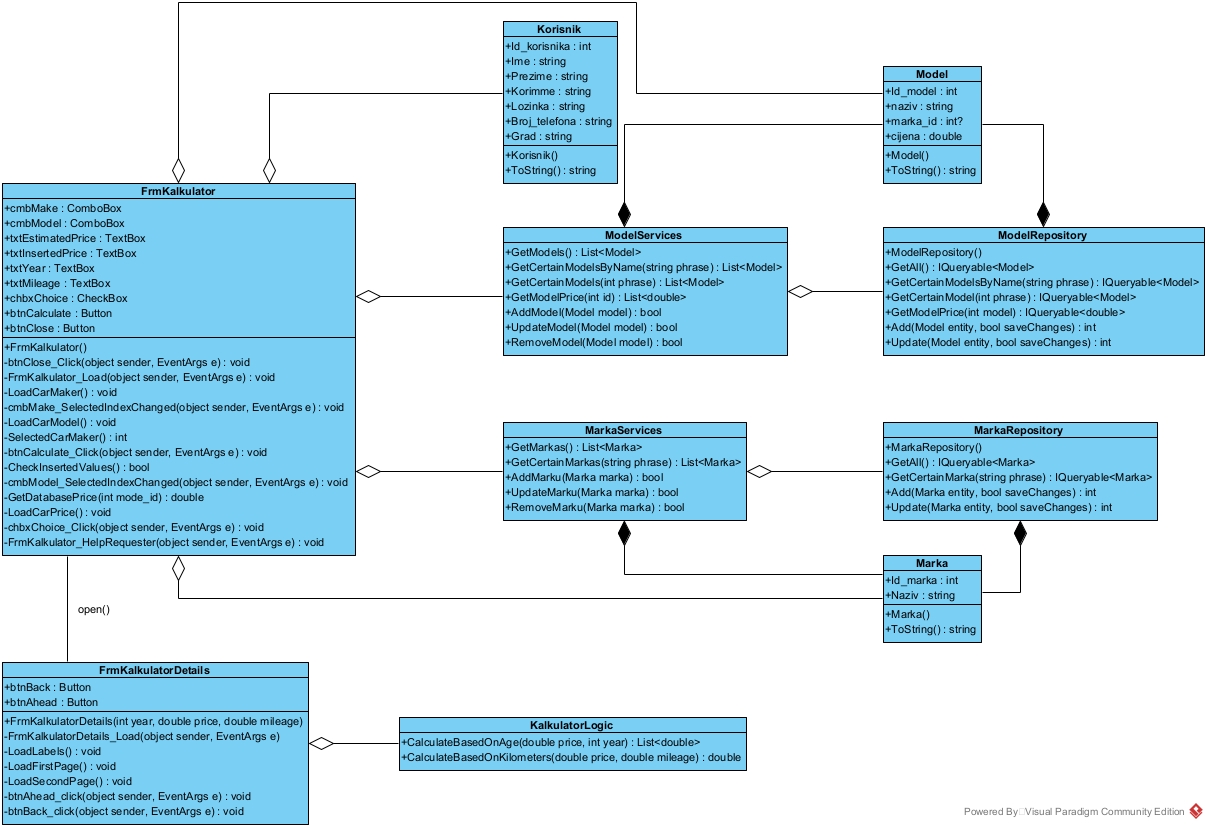 Korisnik
+Id_korisnika : int
+Ime : string
+Prezime : string
+Korimme : string
+Lozinka : string
+Broj_telefona : string
+Grad : string
+Korisnik()
+ToString() : string
Model
+Id_model : int
+naziv : string
+marka_id : int?
+cijena : double
+Model()
+ToString() : string
FrmKalkulator
+cmbMake : ComboBox
+cmbModel : ComboBox
+txtEstimatedPrice : TextBox
+txtInsertedPrice : TextBox
+txtYear : TextBox
+txtMileage : TextBox
+chbxChoice : CheckBox
+btnCalculate : Button
+btnClose : Button
+FrmKalkulator()
-btnClose_Click(object sender, EventArgs e) : void
-FrmKalkulator_Load(object sender, EventArgs e) : void
-LoadCarMaker() : void
-cmbMake_SelectedIndexChanged(object sender, EventArgs e) : void
-LoadCarModel() : void
-SelectedCarMaker() : int
-btnCalculate_Click(object sender, EventArgs e) : void
-CheckInsertedValues() : bool
-cmbModel_SelectedIndexChanged(object sender, EventArgs e) : void
-GetDatabasePrice(int mode_id) : double
-LoadCarPrice() : void
-chbxChoice_Click(object sender, EventArgs e) : void
-FrmKalkulator_HelpRequester(object sender, EventArgs e) : void
ModelServices
+GetModels() : List<Model>
+GetCertainModelsByName(string phrase) : List<Model>
+GetCertainModels(int phrase) : List<Model>
+GetModelPrice(int id) : List<double>
+AddModel(Model model) : bool
+UpdateModel(Model model) : bool
+RemoveModel(Model model) : bool
ModelRepository
+ModelRepository()
+GetAll() : IQueryable<Model>
+GetCertainModelsByName(string phrase) : IQueryable<Model>
+GetCertainModel(int phrase) : IQueryable<Model>
+GetModelPrice(int model) : IQueryable<double>
+Add(Model entity, bool saveChanges) : int
+Update(Model entity, bool saveChanges) : int
MarkaServices
+GetMarkas() : List<Marka>
+GetCertainMarkas(string phrase) : List<Marka>
+AddMarku(Marka marka) : bool
+UpdateMarku(Marka marka) : bool
+RemoveMarku(Marka marka) : bool
MarkaRepository
+MarkaRepository()
+GetAll() : IQueryable<Marka>
+GetCertainMarka(string phrase) : IQueryable<Marka>
+Add(Marka entity, bool saveChanges) : int
+Update(Marka entity, bool saveChanges) : int
Marka
+Id_marka : int
+Naziv : string
+Marka()
+ToString() : string
open()
FrmKalkulatorDetails
+btnBack : Button
+btnAhead : Button
+FrmKalkulatorDetails(int year, double price, double mileage)
-FrmKalkulatorDetails_Load(object sender, EventArgs e)
-LoadLabels() : void
-LoadFirstPage() : void
-LoadSecondPage() : void
-btnAhead_click(object sender, EventArgs e) : void
-btnBack_click(object sender, EventArgs e) : void
KalkulatorLogic
+CalculateBasedOnAge(double price, int year) : List<double>
+CalculateBasedOnKilometers(double price, double mileage) : double
Powered By Visual Paradigm Community Edition